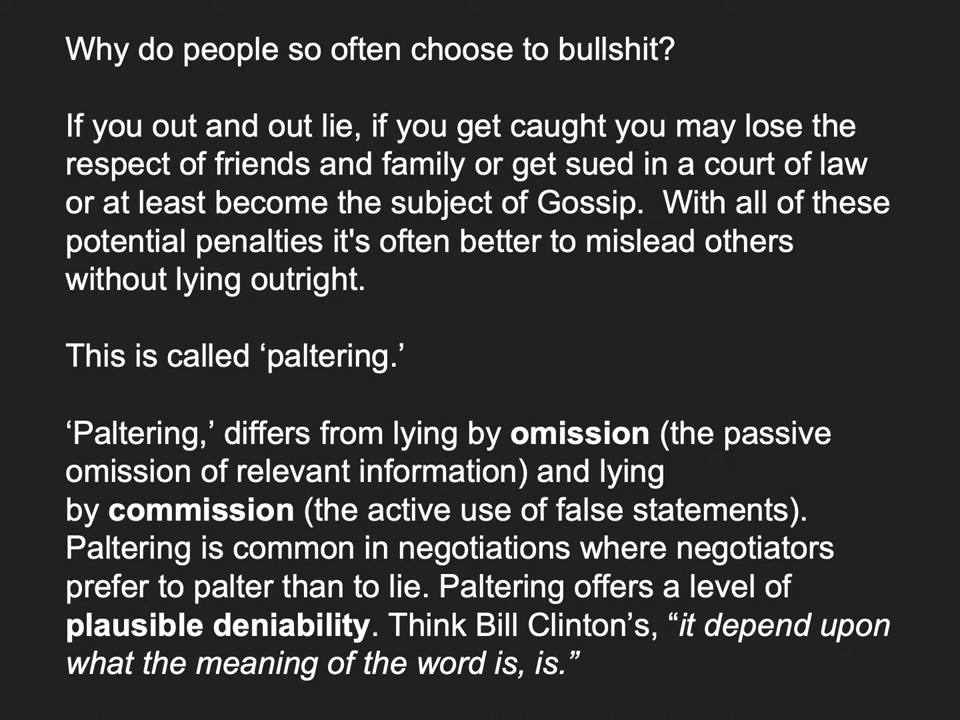 Why do people so often choose to bullshit?
If you out and out lie, if you get caught you may lose the
respect of friends and family or get sued in a court of law
or at least become the subject of Gossip.  With all of these
potential penalties it's often better to mislead others
without lying outright.
This is called ‘paltering.’
‘Paltering,’ differs from lying by omission (the passive
omission of relevant information) and lying
by commission (the active use of false statements).
Paltering is common in negotiations where negotiators
prefer to palter than to lie. Paltering offers a level of
plausible deniability. Think Bill Clinton’s, “it depend upon
what the meaning of the word is, is.”